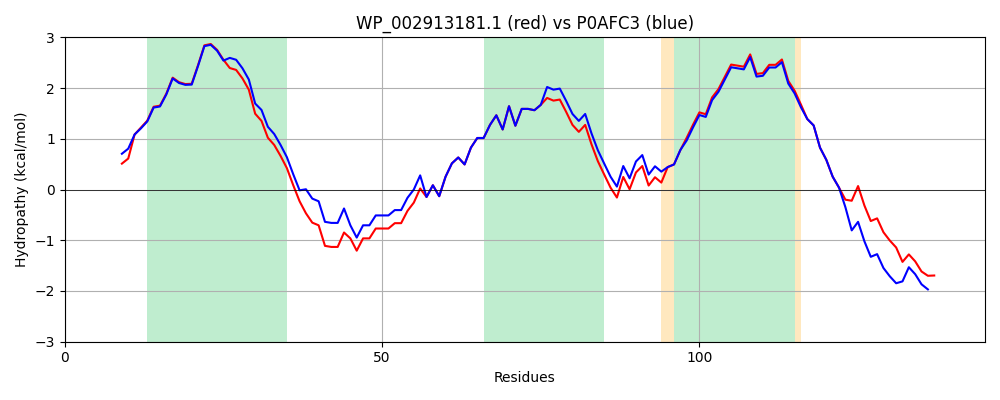 WP_002913181.1 (red) vs P0AFC3 (blue)
Hydropathy (kcal/mol)
3
2
1
0
−1
−2
−3
0 50 100
Residues